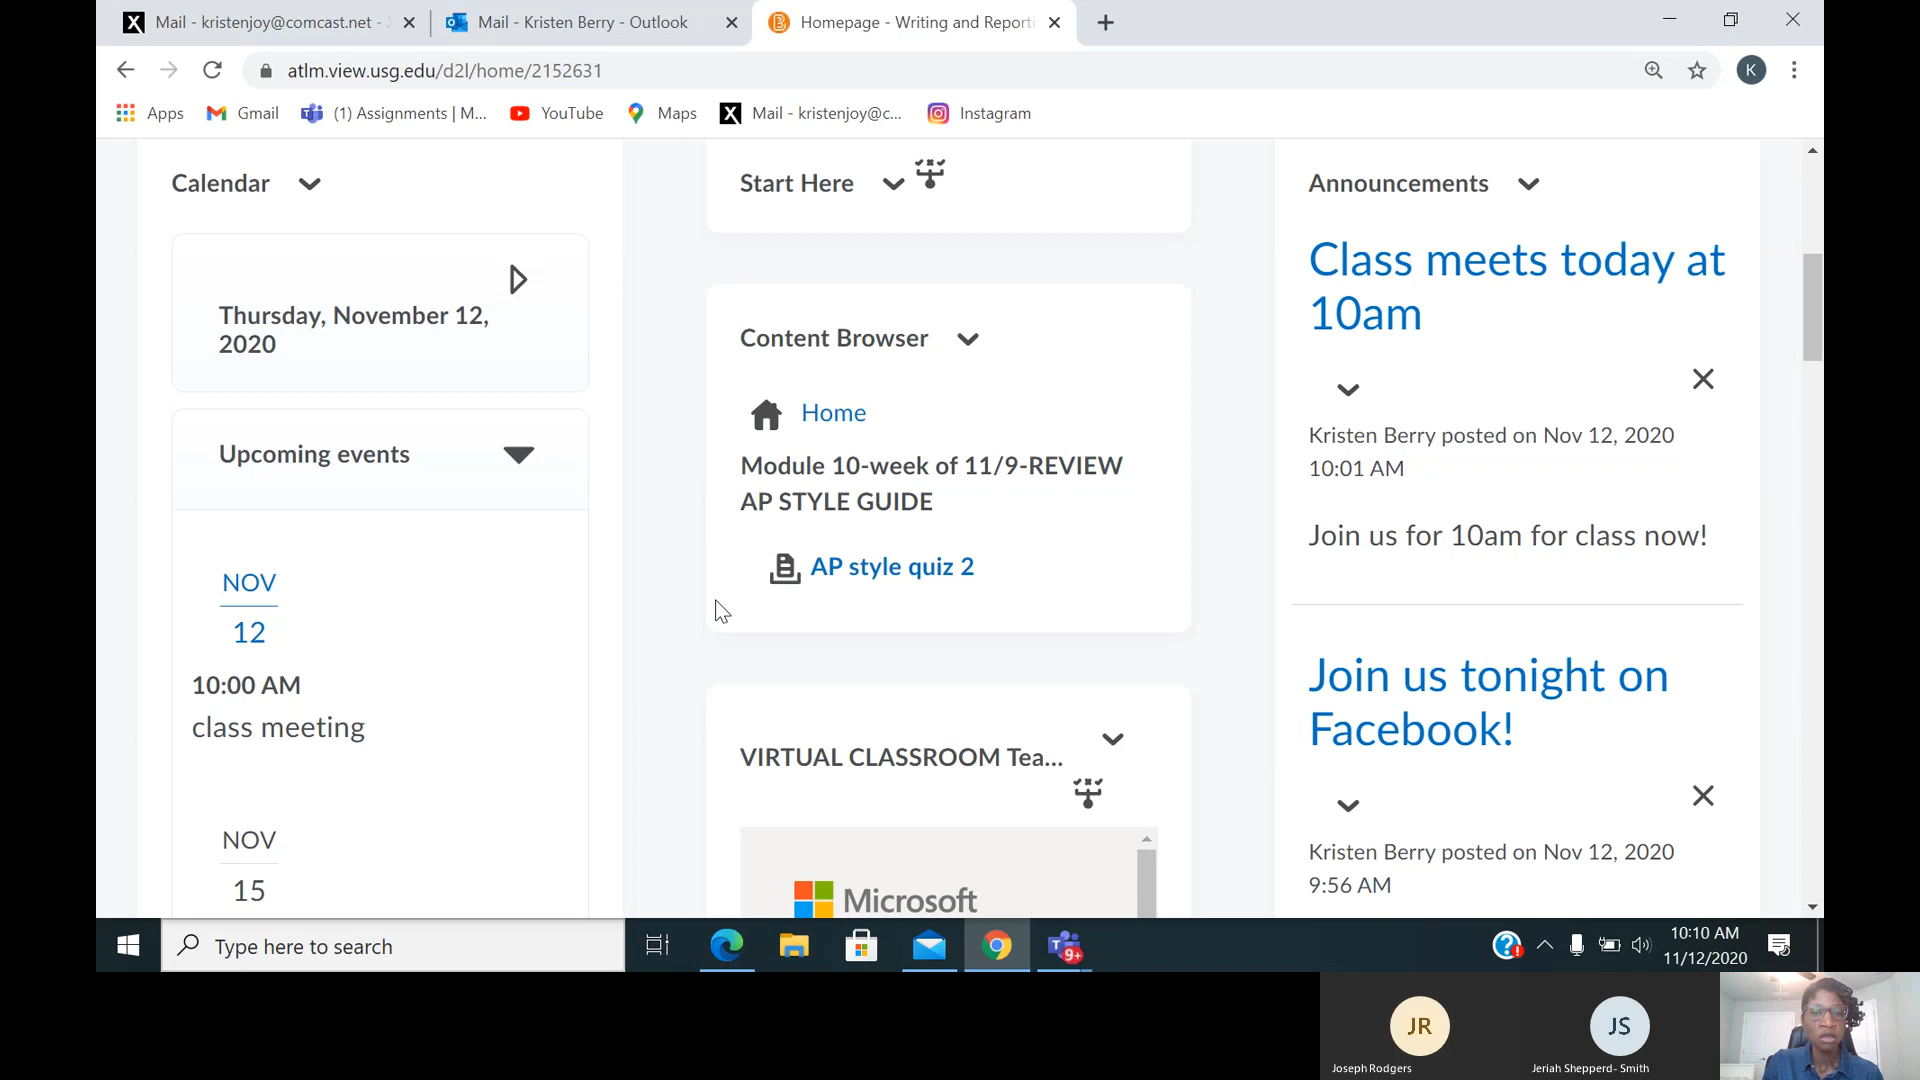 Mail - kristenjoy@comcast.net -
Mail - Kristen Berry - Outlook
Homepage - Writing and Reporti
atlm.view.usg.edu/d2l/home/2152631
K
Apps
Gmail
(1) Assignments | M...
YouTube
Maps
Mail - kristenjoy@c...
Instagram
Calendar
Thursday, November 12,
2020
Upcoming events
NOV
12
10:00 AM
class meeting
NOV
15
Start Here
Content Browser
Home
Module 10-week of 11/9-REVIEW
AP STYLE GUIDE
AP style quiz 2
VIRTUAL CLASSROOM Tea...
Microsoft
Announcements
Class meets today at
10am
Kristen Berry posted on Nov 12, 2020
10:01 AM
Join us for 10am for class now!
Join us tonight on
Facebook!
Kristen Berry posted on Nov 12, 2020
9:56 AM
Type here to search
9+
10:10 AM
11/12/2020
JR
Joseph Rodgers
JS
Jeriah Shepperd- Smith